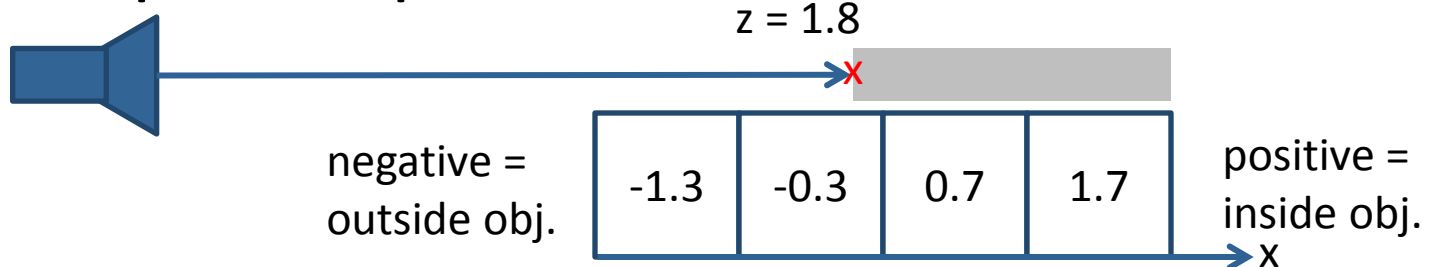 z = 1.8
x
negative =
outside obj.
-1.3 -0.3 0.7 1.7
positive =
inside obj.
x